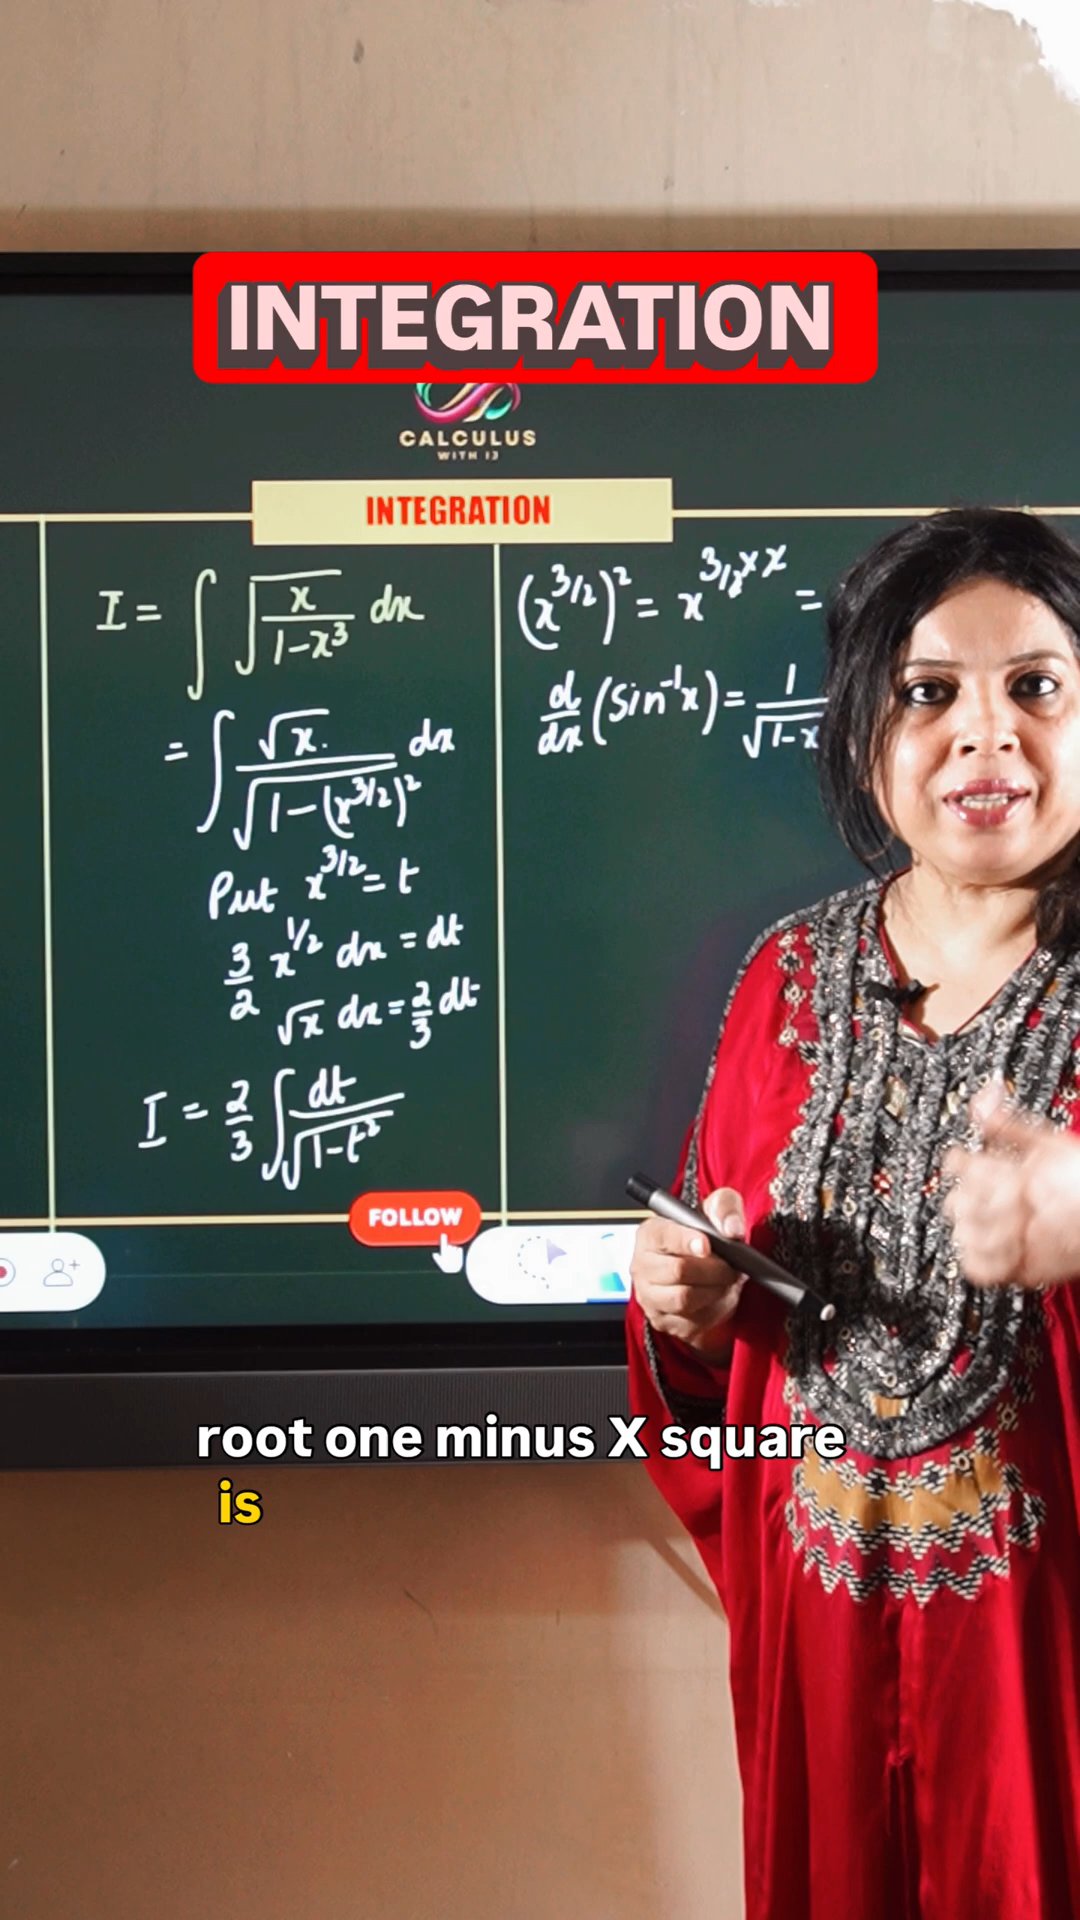 INTEGRATION
CALCULUS
WITH IJ
INTEGRATION
I = ∫ √(x/(1-x³)) dx
= ∫ √x. / √(1-(x^(3/2))²) dx
Put x^(3/2) = t
3/2 x^(1/2) dx = dt
√x dx = 2/3 dt
I = 2/3 ∫ dt/√(1-t²)
(x^(3/2))² = x^(3/2 × 2) =
d/dx (sin⁻¹x) = 1/√(1-x
FOLLOW
root one minus X square
is